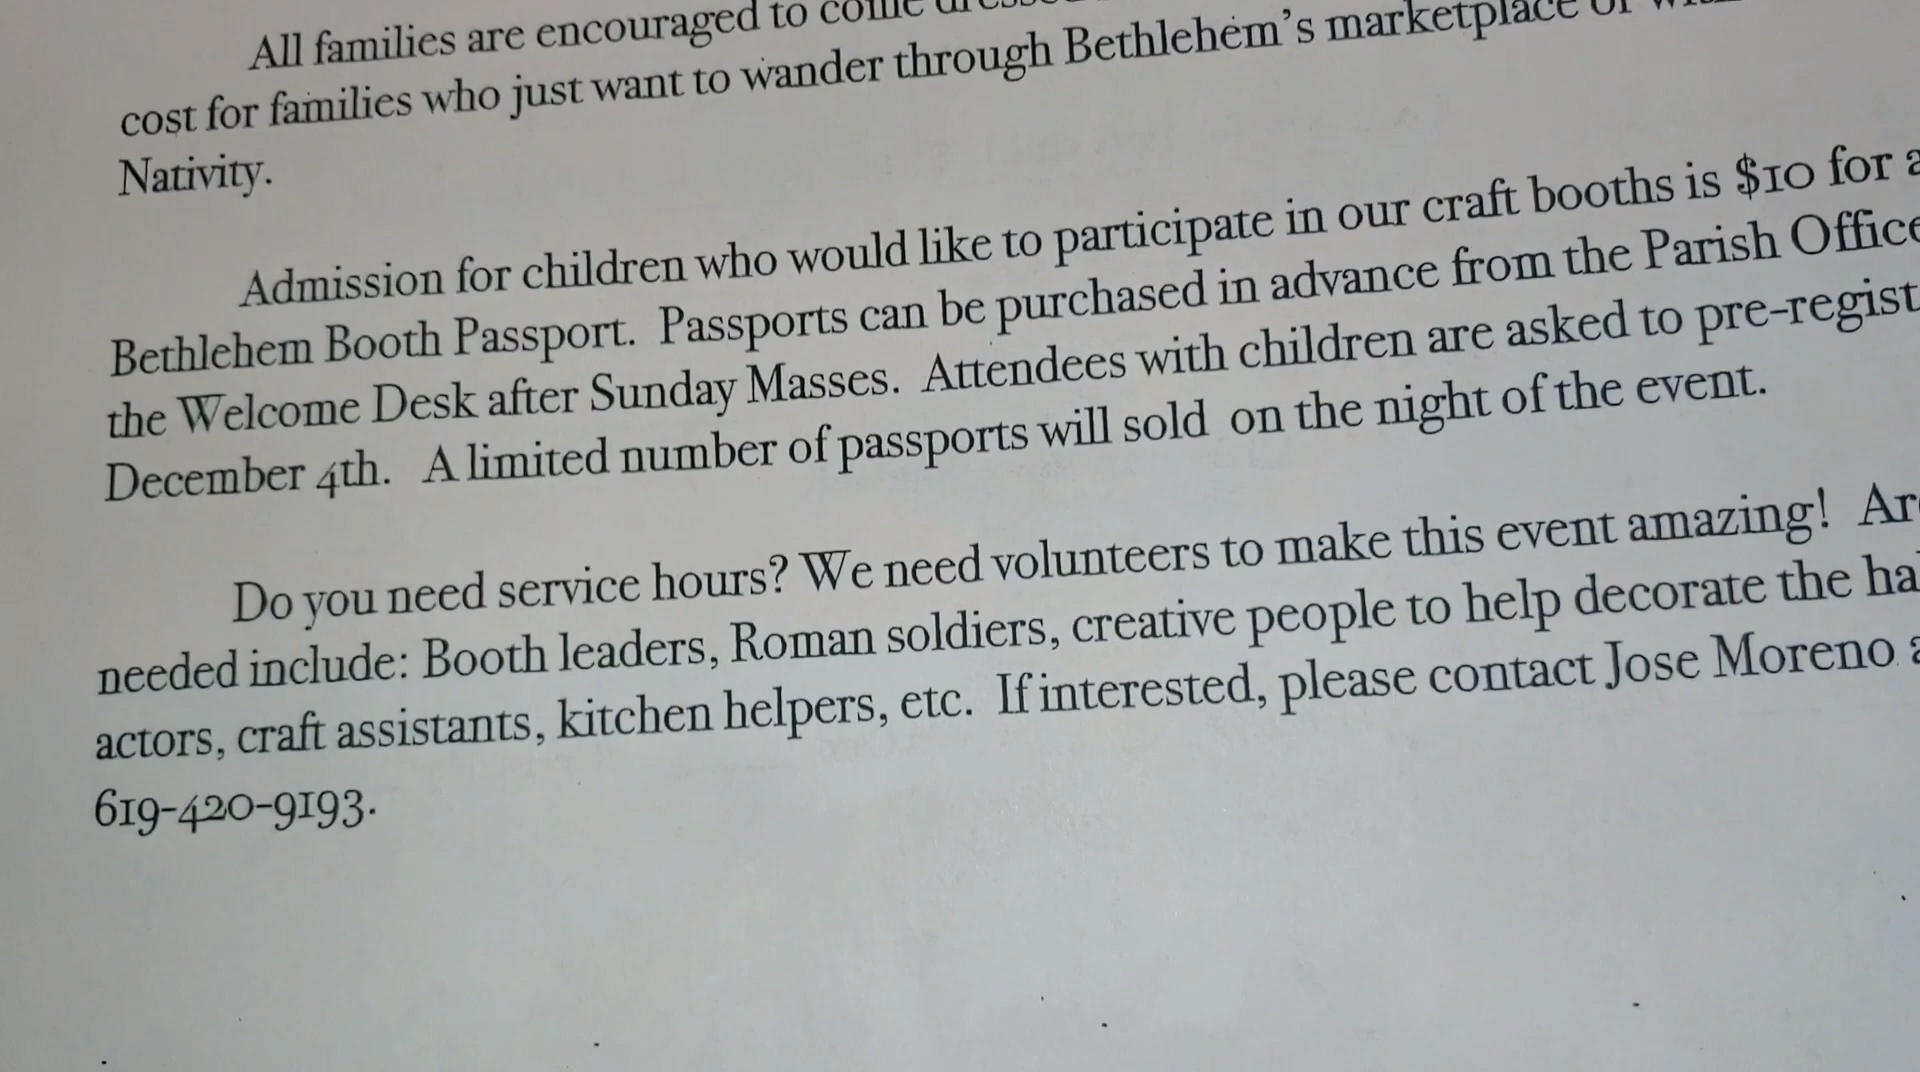 All families are encouraged to come
cost for families who just want to wander through Bethlehem's marketplace or
Nativity.
Admission for children who would like to participate in our craft booths is $10 for
Bethlehem Booth Passport. Passports can be purchased in advance from the Parish Office
the Welcome Desk after Sunday Masses. Attendees with children are asked to pre-regist
December 4th. A limited number of passports will sold on the night of the event.
Do you need service hours? We need volunteers to make this event amazing!
needed include: Booth leaders, Roman soldiers, creative people to help decorate the
actors, craft assistants, kitchen helpers, etc. If interested, please contact Jose Moreno
619-420-9193.